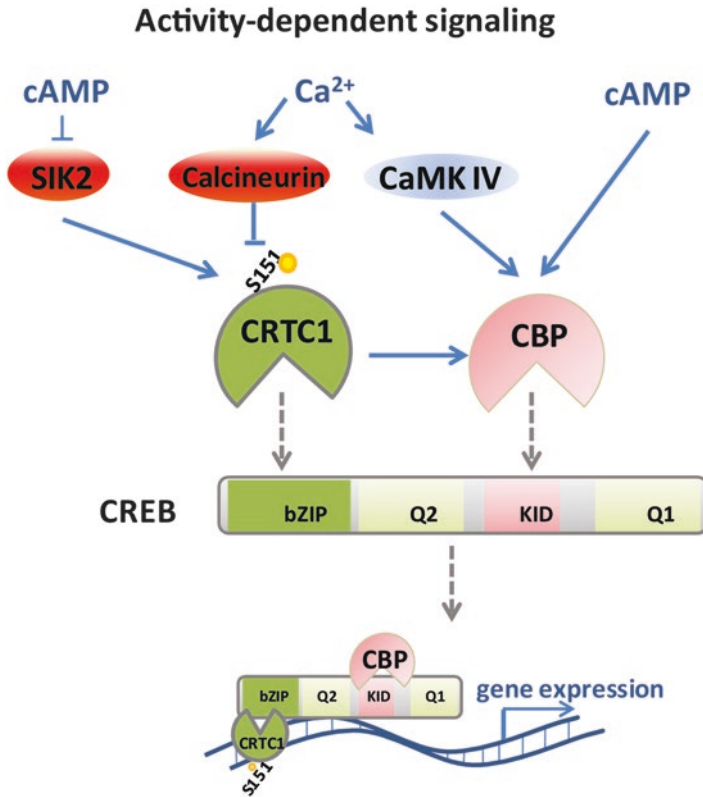 Activity-dependent signaling
cAMP
Ca²⁺
cAMP
SIK2
Calcineurin
CaMK IV
S151
CRTC1
CBP
CREB
bZIP
Q2
KID
Q1
CBP
bZIP
Q2
KID
Q1
gene expression
CRTC1
S151